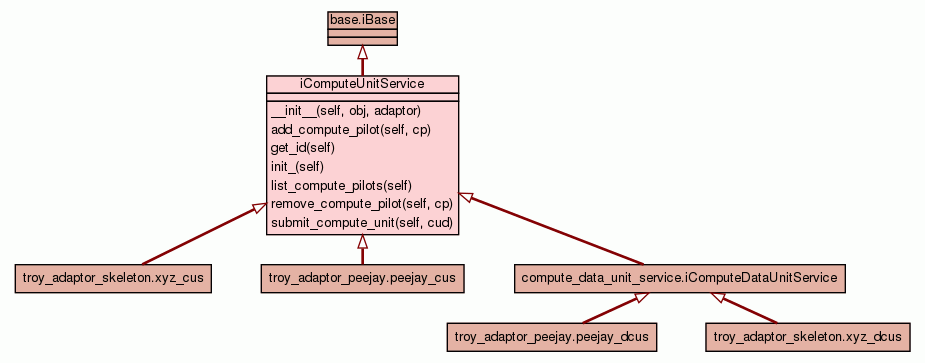 base.iBase
iComputeUnitService
__init__(self, obj, adaptor)
add_compute_pilot(self, cp)
get_id(self)
init_(self)
list_compute_pilots(self)
remove_compute_pilot(self, cp)
submit_compute_unit(self, cud)
troy_adaptor_skeleton.xyz_cus
troy_adaptor_peejay.peejay_cus
compute_data_unit_service.iComputeDataUnitService
troy_adaptor_peejay.peejay_dcus
troy_adaptor_skeleton.xyz_dcus